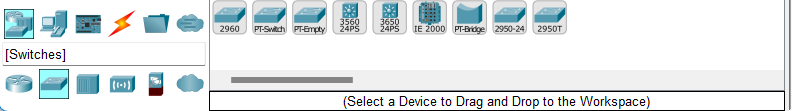 2960 PT-Switch PT-Empty 3560 24PS 3650 24PS IE 2000 PT-Bridge 2950-24 2950T
[Switches]
(Select a Device to Drag and Drop to the Workspace)